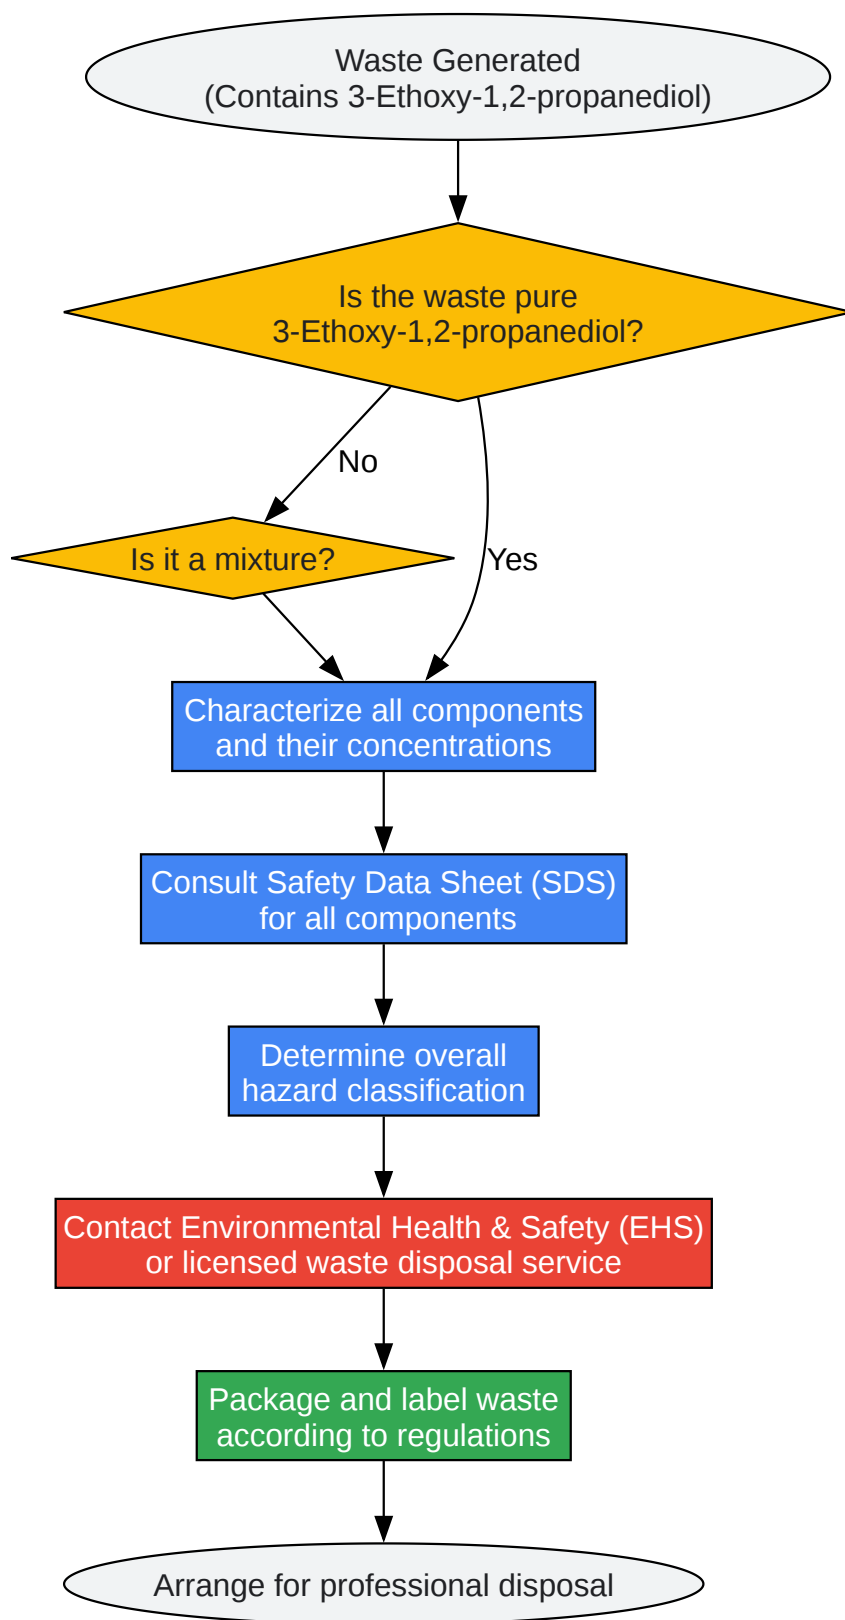 Waste Generated
(Contains 3-Ethoxy-1,2-propanediol)
Is the waste pure
3-Ethoxy-1,2-propanediol?
No
Is it a mixture?
Yes
Characterize all components
and their concentrations
Consult Safety Data Sheet (SDS)
for all components
Determine overall
hazard classification
Contact Environmental Health & Safety (EHS)
or licensed waste disposal service
Package and label waste
according to regulations
Arrange for professional disposal